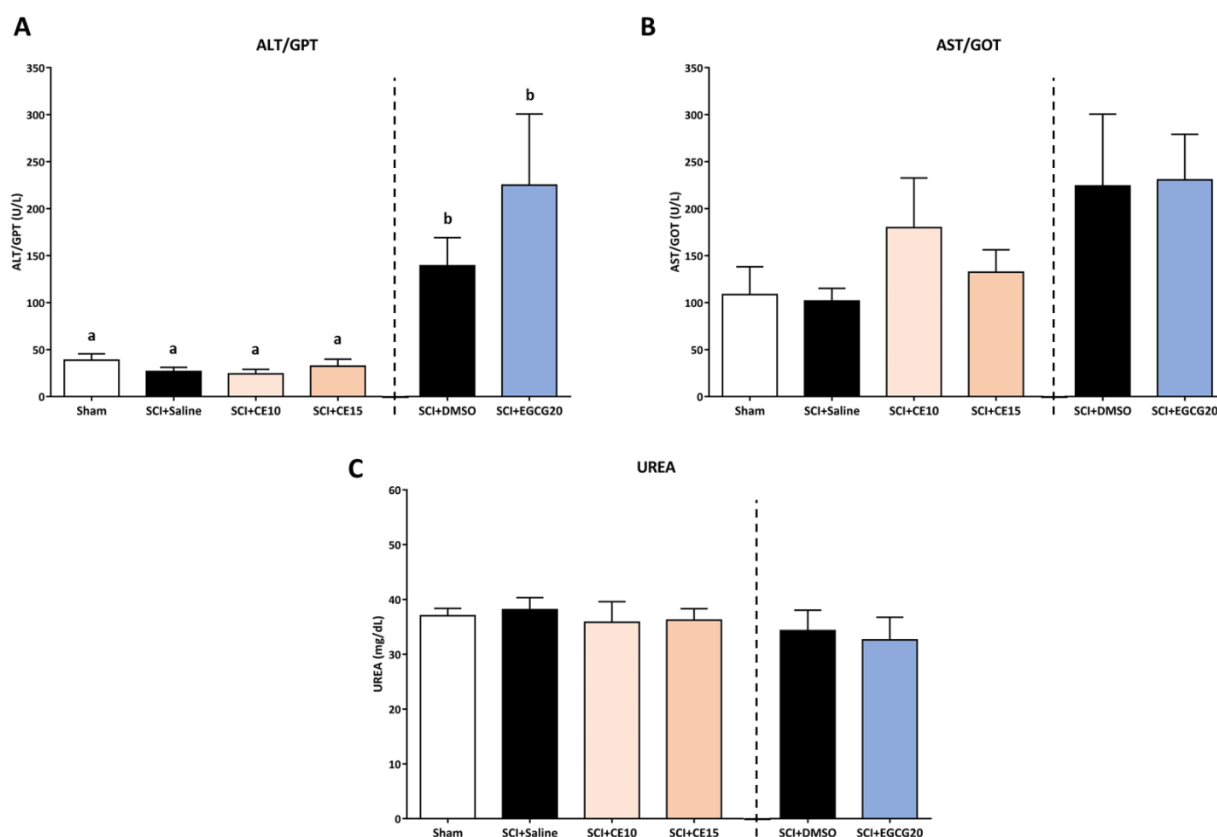 A
ALT/GPT
ALT/GPT (U/L)
350
300
250
200
150
100
50
0
a
a
a
a
b
b
Sham SCI+Saline SCI+CE10 SCI+CE15 SCI+DMSO SCI+EGCG20
B
AST/GOT
AST/GOT (U/L)
350
300
250
200
150
100
50
0
Sham SCI+Saline SCI+CE10 SCI+CE15 SCI+DMSO SCI+EGCG20
C
UREA
UREA (mg/dL)
60
50
40
30
20
10
0
Sham SCI+Saline SCI+CE10 SCI+CE15 SCI+DMSO SCI+EGCG20